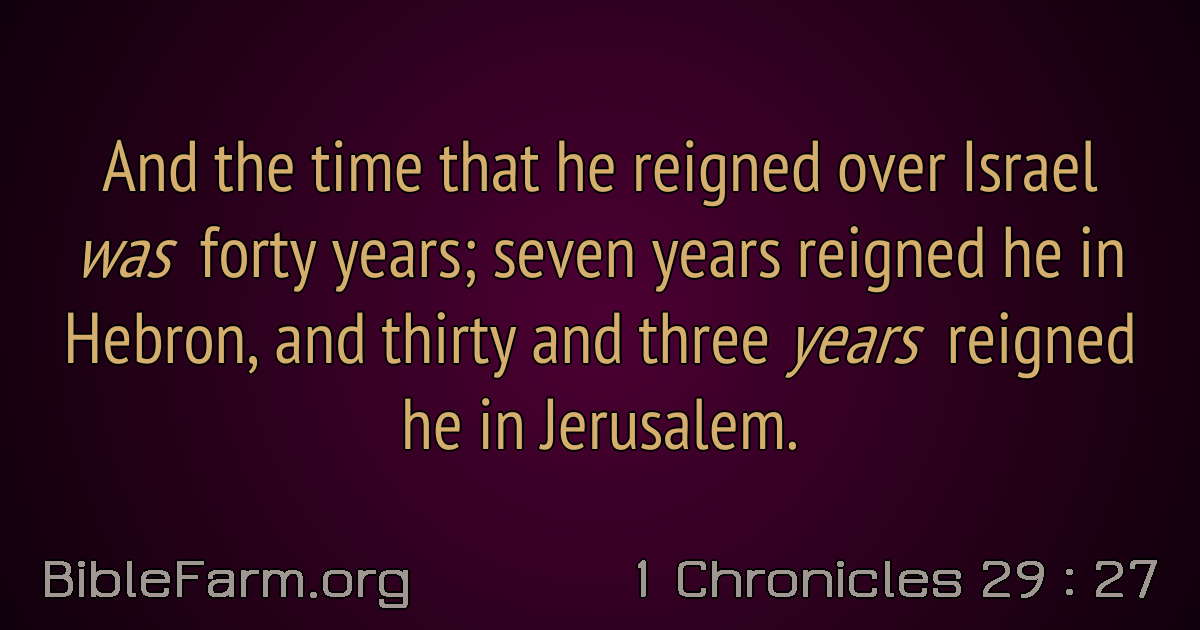 And the time that he reigned over Israel
was forty years; seven years reigned he in
Hebron, and thirty and three years reigned
he in Jerusalem.
BibleFarm.org
1 Chronicles 29 : 27